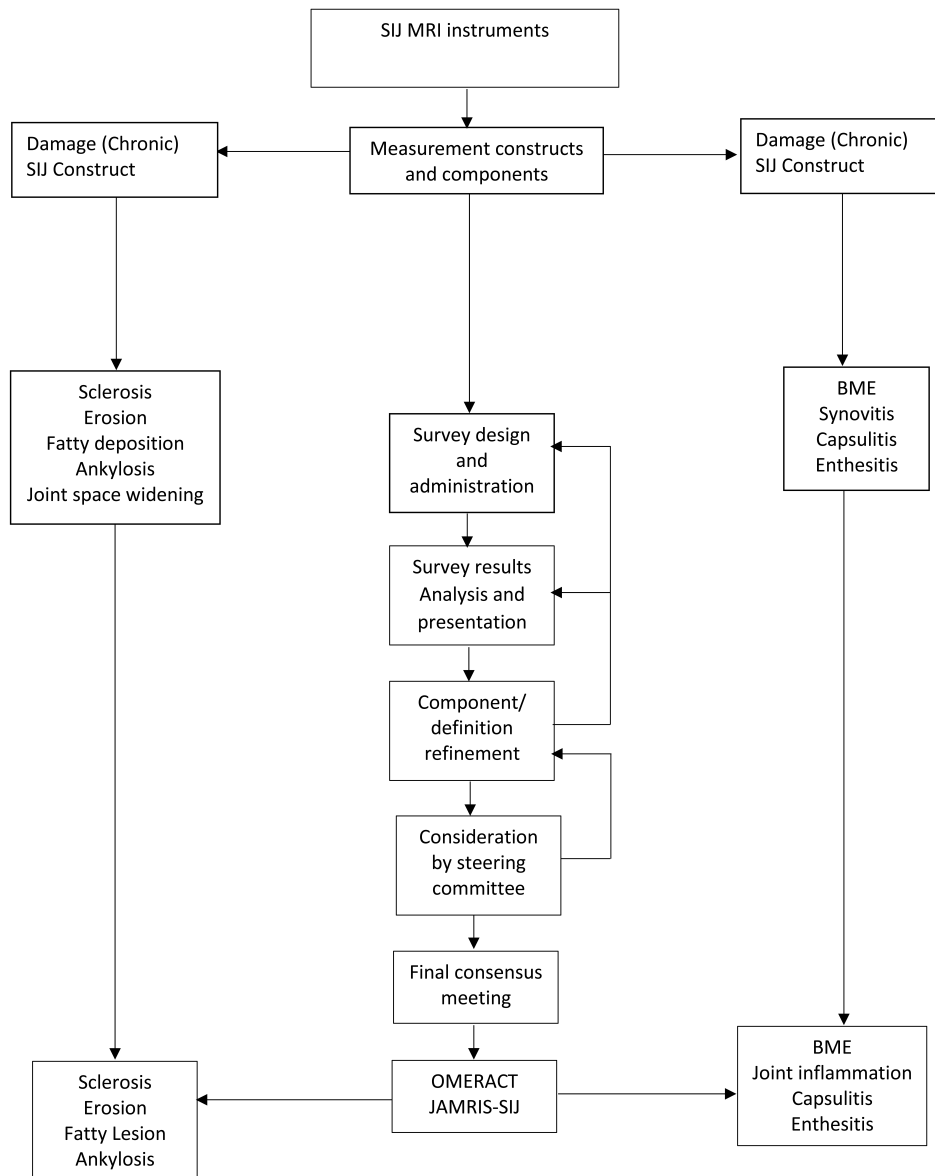 SIJ MRI instruments
Damage (Chronic)
SIJ Construct
Measurement constructs
and components
Damage (Chronic)
SIJ Construct
Sclerosis
Erosion
Fatty deposition
Ankylosis
Joint space widening
BME
Synovitis
Capsulitis
Enthesitis
Survey design
and
administration
Survey results
Analysis and
presentation
Component/
definition
refinement
Consideration
by steering
committee
Final consensus
meeting
OMERACT
JAMRIS-SIJ
Sclerosis
Erosion
Fatty Lesion
Ankylosis
BME
Joint inflammation
Capsulitis
Enthesitis